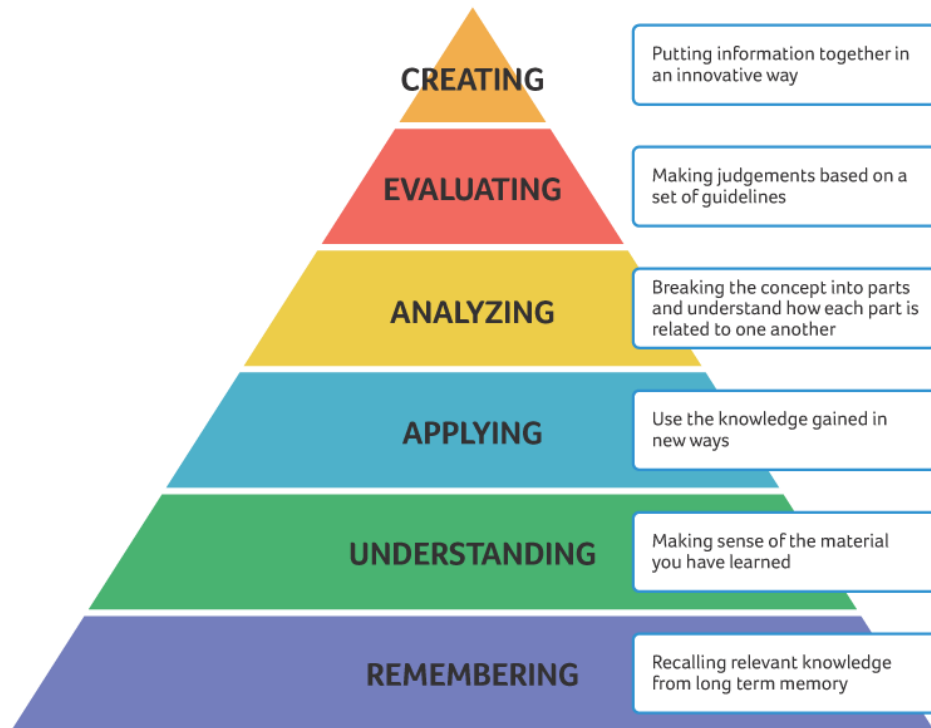 CREATING
Putting information together in
an innovative way
EVALUATING
Making judgements based on a
set of guidelines
ANALYZING
Breaking the concept into parts
and understand how each part is
related to one another
APPLYING
Use the knowledge gained in
new ways
UNDERSTANDING
Making sense of the material
you have learned
REMEMBERING
Recalling relevant knowledge
from long term memory